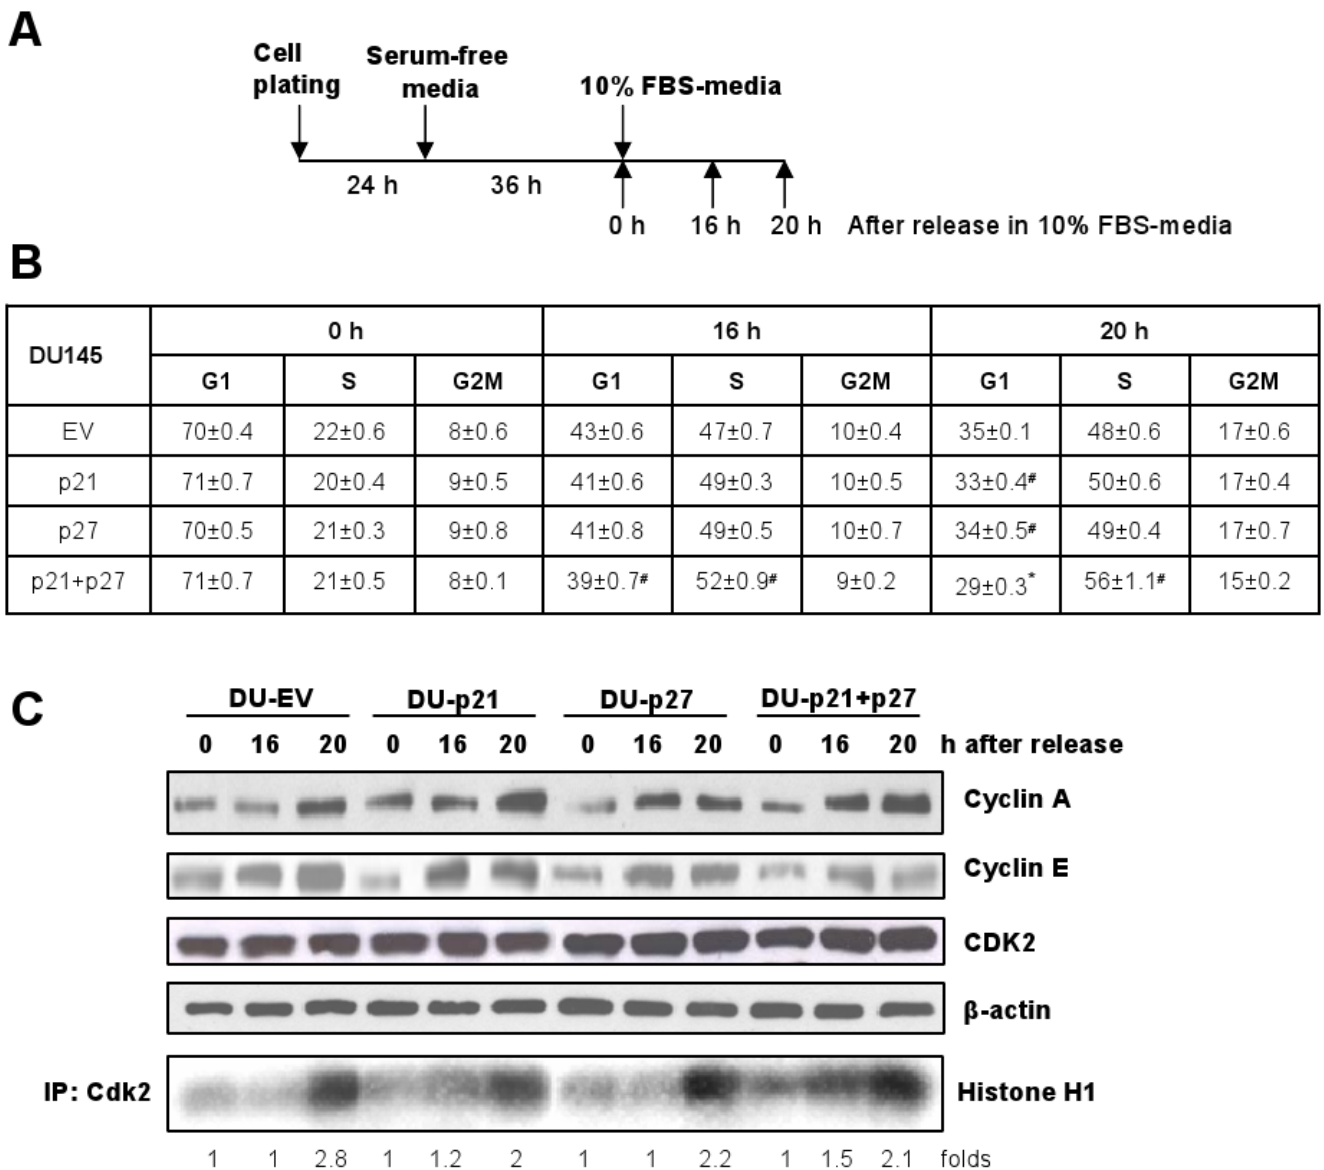 A
Cell plating
Serum-free media
10% FBS-media
24 h 36 h
0 h 16 h 20 h After release in 10% FBS-media
B
DU145 0 h 16 h 20 h
G1 S G2M G1 S G2M G1 S G2M
EV 70±0.4 22±0.6 8±0.6 43±0.6 47±0.7 10±0.4 35±0.1 48±0.6 17±0.6
p21 71±0.7 20±0.4 9±0.5 41±0.6 49±0.3 10±0.5 33±0.4# 50±0.6 17±0.4
p27 70±0.5 21±0.3 9±0.8 41±0.8 49±0.5 10±0.7 34±0.5# 49±0.4 17±0.7
p21+p27 71±0.7 21±0.5 8±0.1 39±0.7# 52±0.9# 9±0.2 29±0.3* 56±1.1# 15±0.2
C
DU-EV DU-p21 DU-p27 DU-p21+p27
0 16 20 0 16 20 0 16 20 0 16 20 h after release
Cyclin A
Cyclin E
CDK2
β-actin
IP: Cdk2 Histone H1
1 1 2.8 1 1.2 2 1 1 2.2 1 1.5 2.1 folds